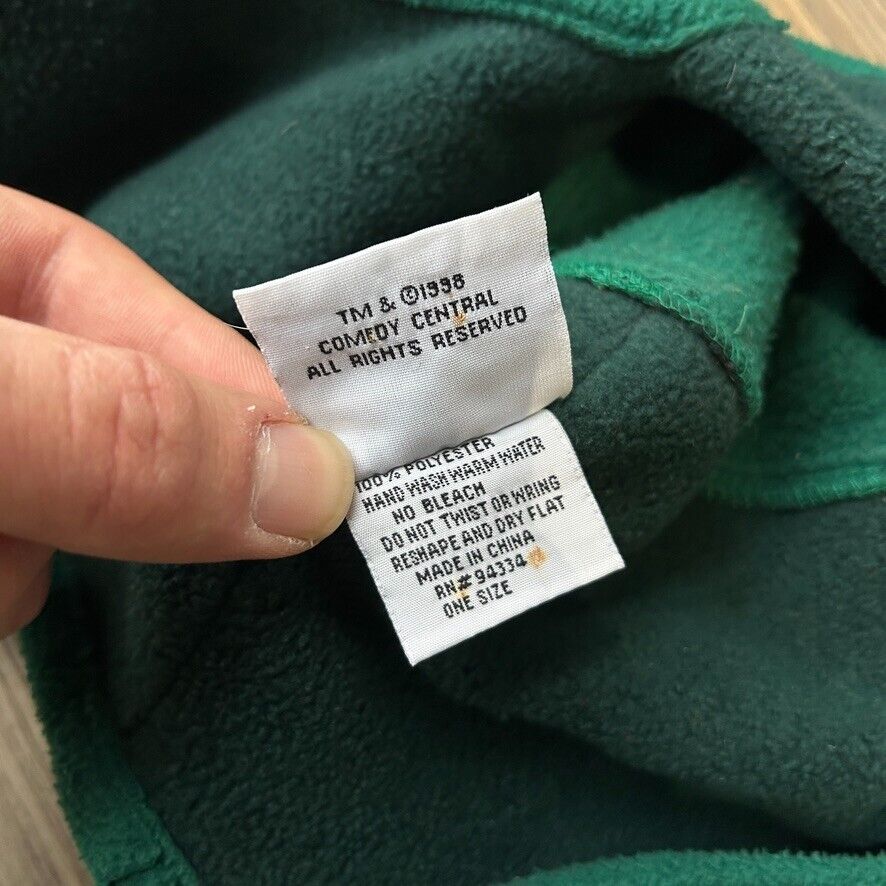 TM & ©1998
COMEDY CENTRAL
ALL RIGHTS RESERVED
100% POLYESTER
HAND WASH WARM WATER
NO BLEACH
DO NOT TWIST OR WRING
RESHAPE AND DRY FLAT
MADE IN CHINA
RN#94334
ONE SIZE